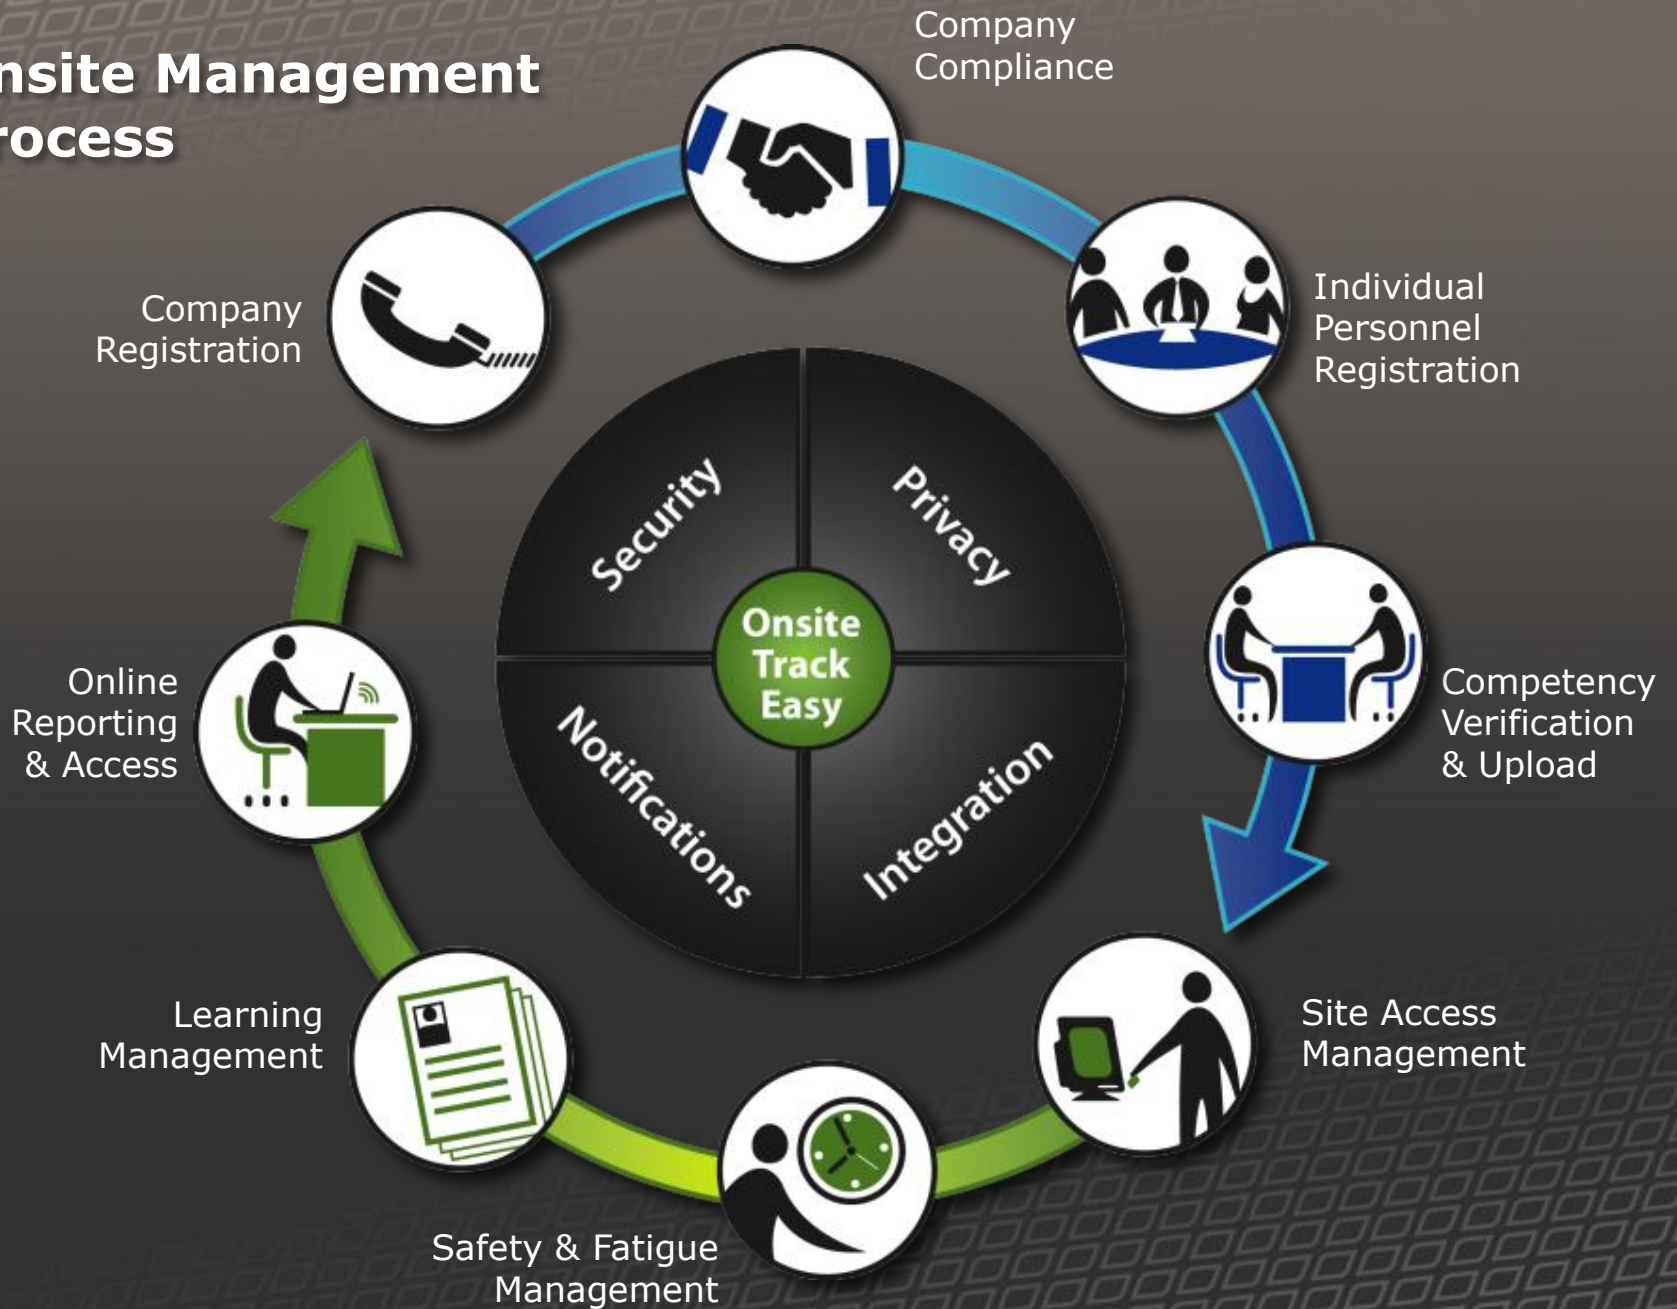 nsite Management
rocess
Company
Compliance
Company
Registration
Individual
Personnel
Registration
Security
Privacy
Onsite
Track
Easy
Notifications
Integration
Online
Reporting
& Access
Competency
Verification
& Upload
Learning
Management
Site Access
Management
Safety & Fatigue
Management